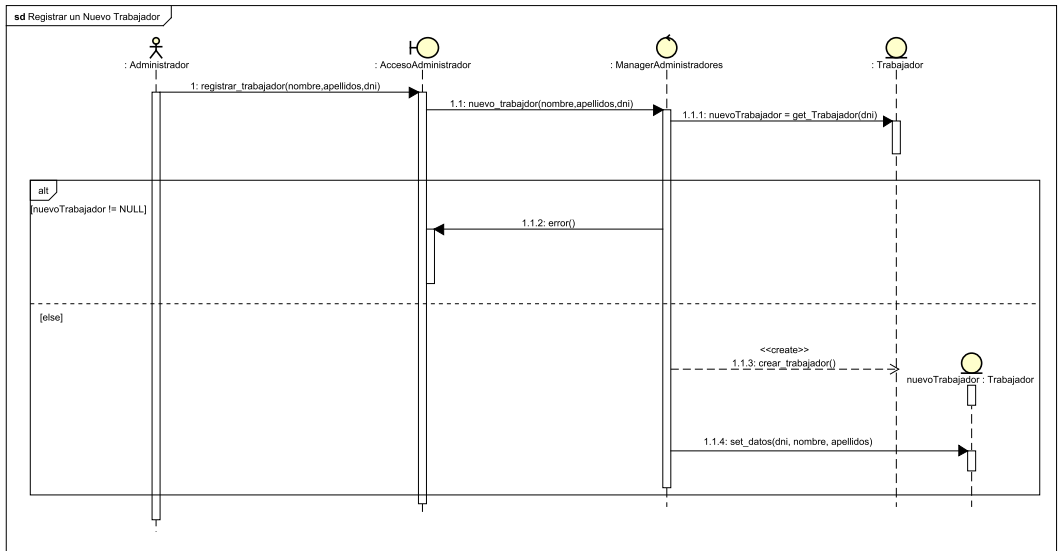 sd Registrar un Nuevo Trabajador
: Administrador
: AccesoAdministrador
: ManagerAdministradores
: Trabajador
1: registrar_trabajador(nombre,apellidos,dni)
1.1: nuevo_trabajdor(nombre,apellidos,dni)
1.1.1: nuevoTrabajador = get_Trabajador(dni)
alt
[nuevoTrabajador != NULL]
1.1.2: error()
[else]
<<create>>
1.1.3: crear_trabajador()
nuevoTrabajador : Trabajador
1.1.4: set_datos(dni, nombre, apellidos)